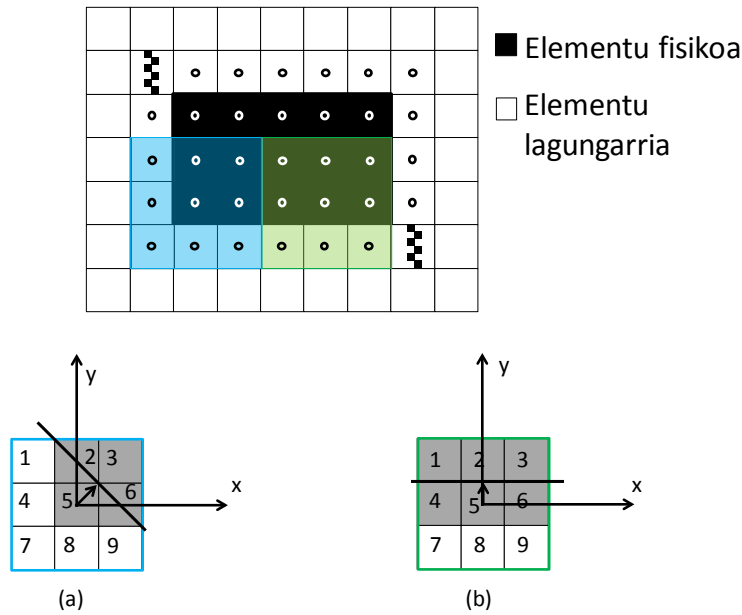 Elementu fisikoa
Elementu
lagungarria
y
1 2 3
4 5 6
7 8 9
x
(a)
y
1 2 3
4 5 6
7 8 9
x
(b)